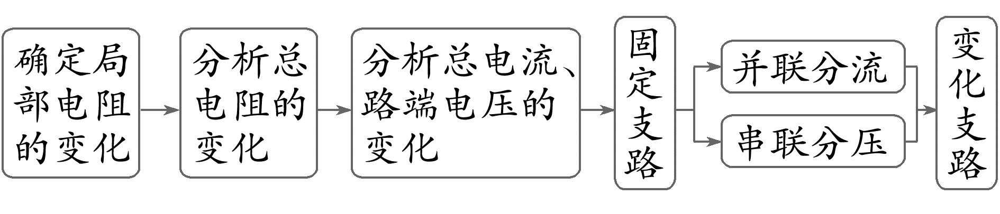 确定局
部电阻
的变化
分析总
电阻的
变化
分析总电流、
路端电压的
变化
固定支路
并联分流
串联分压
变化支路